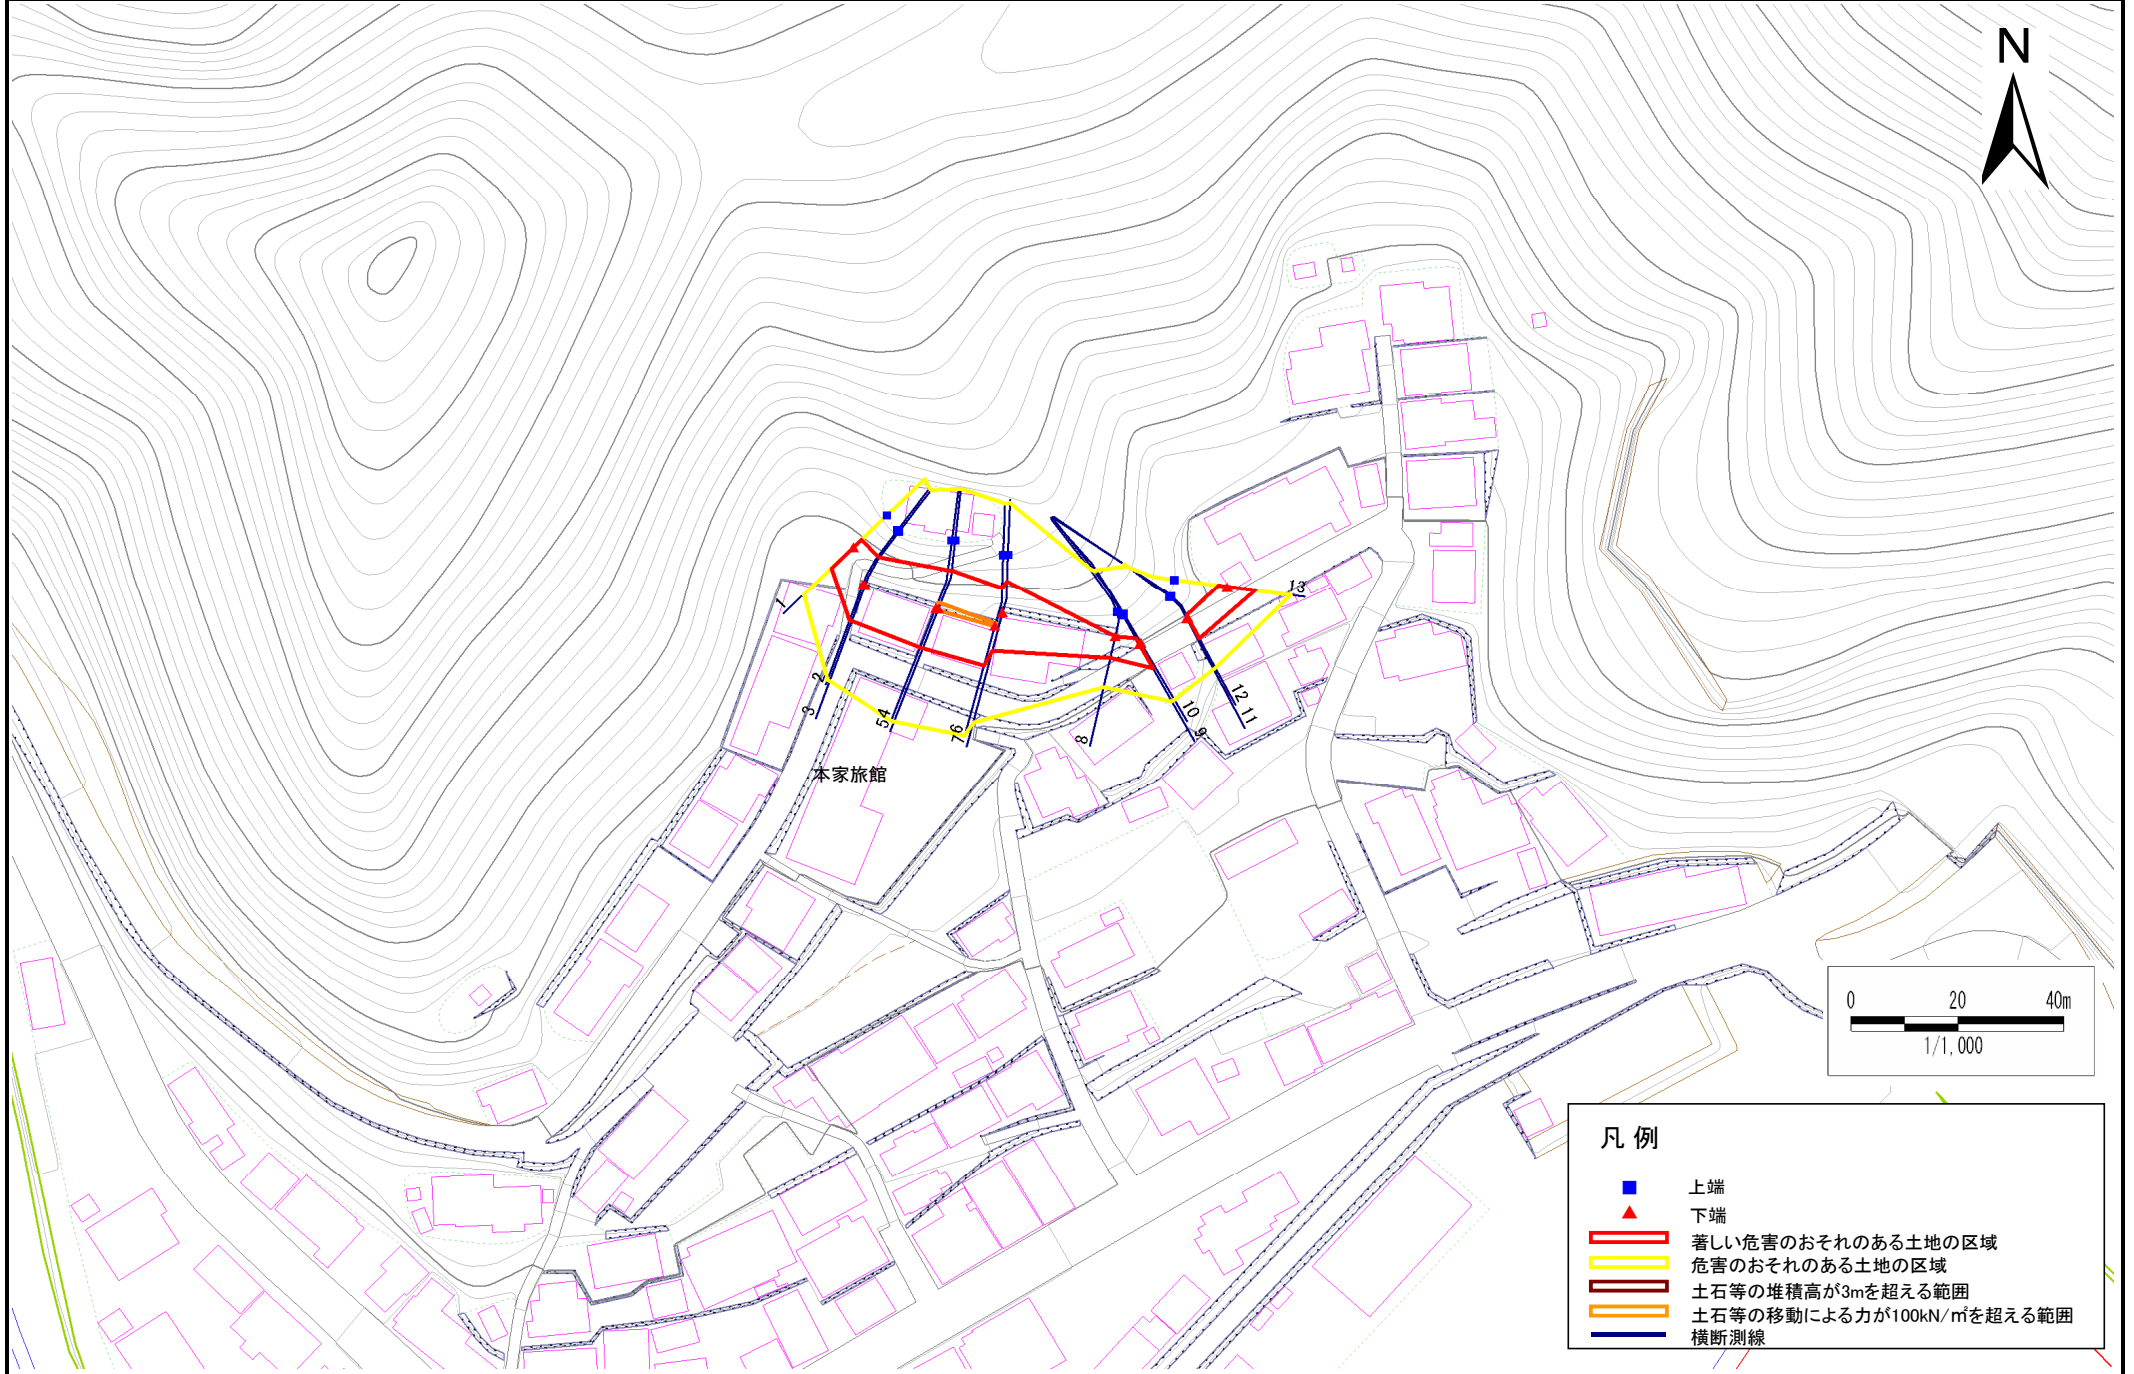 N
1
2
3
5 4
7 6
8
10
9
12
11
13
本家旅館
0 20 40m
1/1,000
凡 例
上端
下端
著しい危害のおそれのある土地の区域
危害のおそれのある土地の区域
土石等の堆積高が3mを超える範囲
土石等の移動による力が100kN/㎡を超える範囲
横断測線